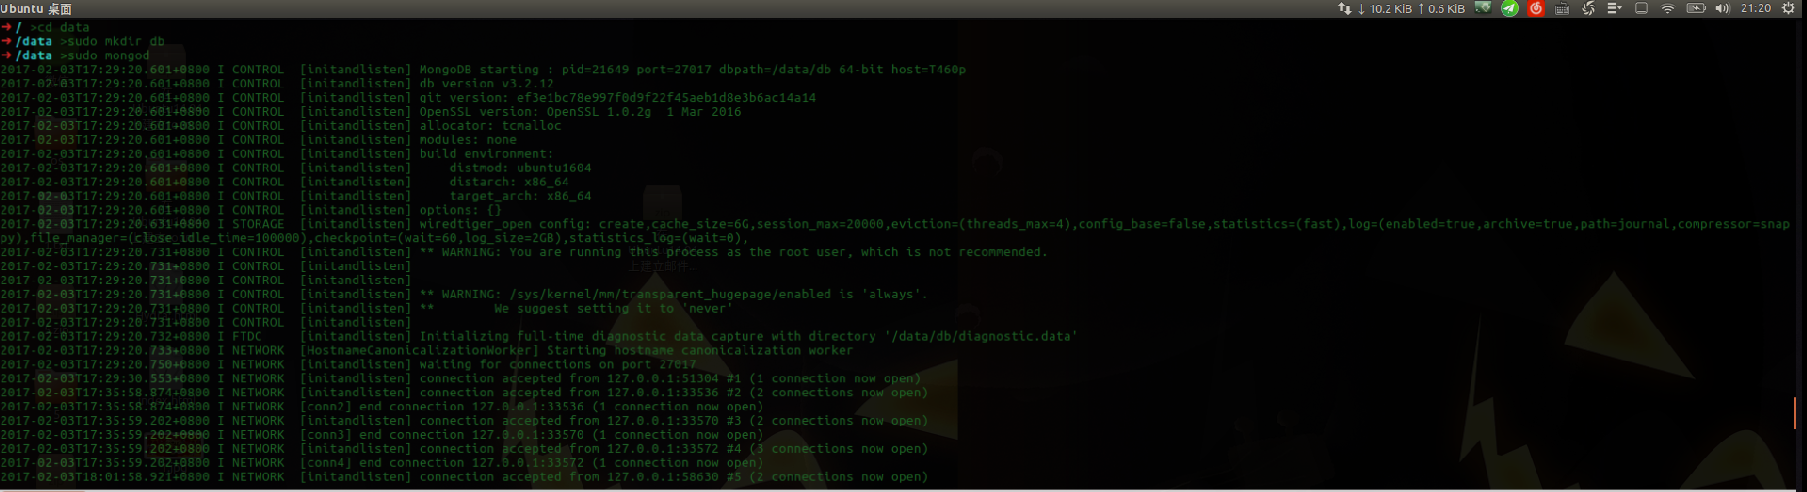 Ubuntu 桌面 10.2 KiB 0.5 KiB 21:20
➜ / >cd data
➜ /data >sudo mkdir db
➜ /data >sudo mongod
2017-02-03T17:29:20.601+0800 I CONTROL [initandlisten] MongoDB starting : pid=21649 port=27017 dbpath=/data/db 64-bit host=T460p
2017-02-03T17:29:20.601+0800 I CONTROL [initandlisten] db version v3.2.12
2017-02-03T17:29:20.601+0800 I CONTROL [initandlisten] git version: ef3e1bc78e997f0d9f22f45aeb1d8e3b6ac14a14
2017-02-03T17:29:20.601+0800 I CONTROL [initandlisten] OpenSSL version: OpenSSL 1.0.2g 1 Mar 2016
2017-02-03T17:29:20.601+0800 I CONTROL [initandlisten] allocator: tcmalloc
2017-02-03T17:29:20.601+0800 I CONTROL [initandlisten] modules: none
2017-02-03T17:29:20.601+0800 I CONTROL [initandlisten] build environment:
2017-02-03T17:29:20.601+0800 I CONTROL [initandlisten] distmod: ubuntu1604
2017-02-03T17:29:20.601+0800 I CONTROL [initandlisten] distarch: x86_64
2017-02-03T17:29:20.601+0800 I CONTROL [initandlisten] target_arch: x86_64
2017-02-03T17:29:20.601+0800 I CONTROL [initandlisten] options: {}
2017-02-03T17:29:20.631+0800 I STORAGE [initandlisten] wiredtiger_open config: create,cache_size=6G,session_max=20000,eviction=(threads_max=4),config_base=false,statistics=(fast),log=(enabled=true,archive=true,path=journal,compressor=snap
py),file_manager=(close_idle_time=100000),checkpoint=(wait=60,log_size=2GB),statistics_log=(wait=0),
2017-02-03T17:29:20.731+0800 I CONTROL [initandlisten] ** WARNING: You are running this process as the root user, which is not recommended.
2017-02-03T17:29:20.731+0800 I CONTROL [initandlisten]
2017-02-03T17:29:20.731+0800 I CONTROL [initandlisten]
2017-02-03T17:29:20.731+0800 I CONTROL [initandlisten] ** WARNING: /sys/kernel/mm/transparent_hugepage/enabled is 'always'.
2017-02-03T17:29:20.731+0800 I CONTROL [initandlisten] ** We suggest setting it to 'never'
2017-02-03T17:29:20.731+0800 I CONTROL [initandlisten]
2017-02-03T17:29:20.732+0800 I FTDC [initandlisten] Initializing full-time diagnostic data capture with directory '/data/db/diagnostic.data'
2017-02-03T17:29:20.733+0800 I NETWORK [HostnameCanonicalizationWorker] Starting hostname canonicalization worker
2017-02-03T17:29:20.750+0800 I NETWORK [initandlisten] waiting for connections on port 27017
2017-02-03T17:29:30.553+0800 I NETWORK [initandlisten] connection accepted from 127.0.0.1:51304 #1 (1 connection now open)
2017-02-03T17:35:58.874+0800 I NETWORK [initandlisten] connection accepted from 127.0.0.1:33536 #2 (2 connections now open)
2017-02-03T17:35:58.874+0800 I NETWORK [conn2] end connection 127.0.0.1:33536 (1 connection now open)
2017-02-03T17:35:59.202+0800 I NETWORK [initandlisten] connection accepted from 127.0.0.1:33570 #3 (2 connections now open)
2017-02-03T17:35:59.202+0800 I NETWORK [conn3] end connection 127.0.0.1:33570 (1 connection now open)
2017-02-03T17:35:59.202+0800 I NETWORK [initandlisten] connection accepted from 127.0.0.1:33572 #4 (3 connections now open)
2017-02-03T17:35:59.202+0800 I NETWORK [conn4] end connection 127.0.0.1:33572 (1 connection now open)
2017-02-03T18:01:58.921+0800 I NETWORK [initandlisten] connection accepted from 127.0.0.1:58630 #5 (2 connections now open)